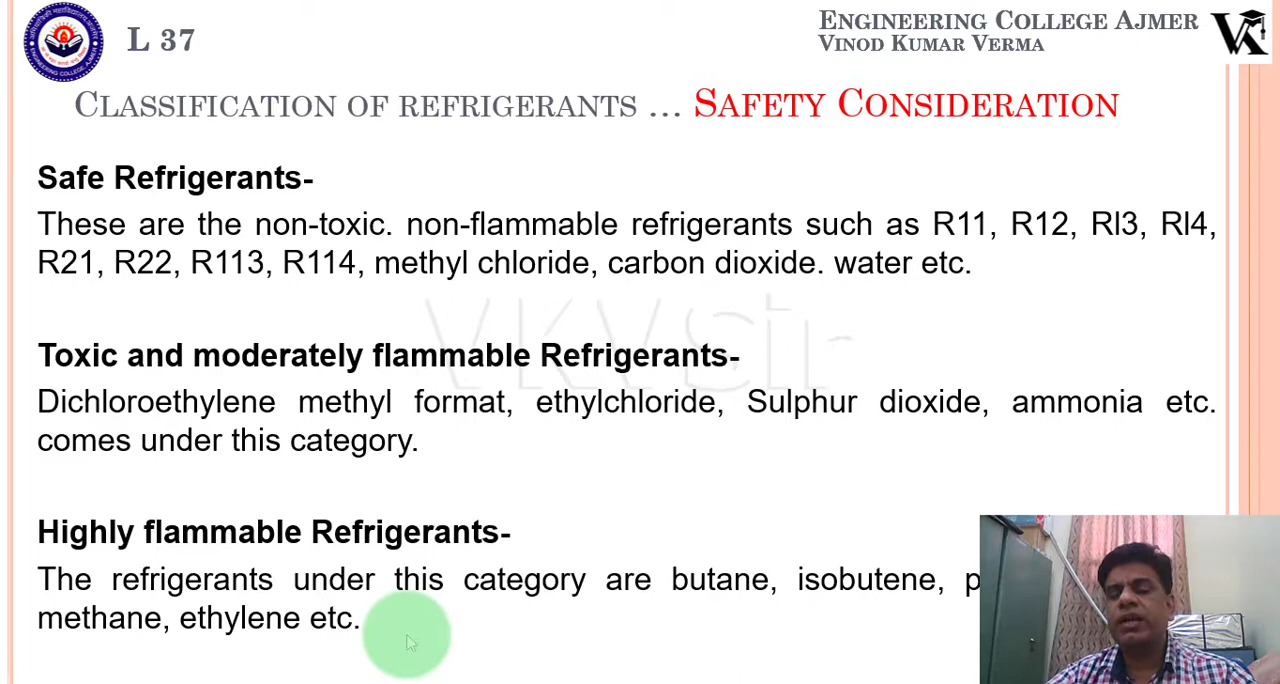 L 37
ENGINEERING COLLEGE AJMER
VINOD KUMAR VERMA
CLASSIFICATION OF REFRIGERANTS ... SAFETY CONSIDERATION
Safe Refrigerants-
These are the non-toxic. non-flammable refrigerants such as R11, R12, Rl3, Rl4,
R21, R22, R113, R114, methyl chloride, carbon dioxide. water etc.
VKVSir
Toxic and moderately flammable Refrigerants-
Dichloroethylene methyl format, ethylchloride, Sulphur dioxide, ammonia etc.
comes under this category.
Highly flammable Refrigerants-
The refrigerants under this category are butane, isobutene,
methane, ethylene etc.